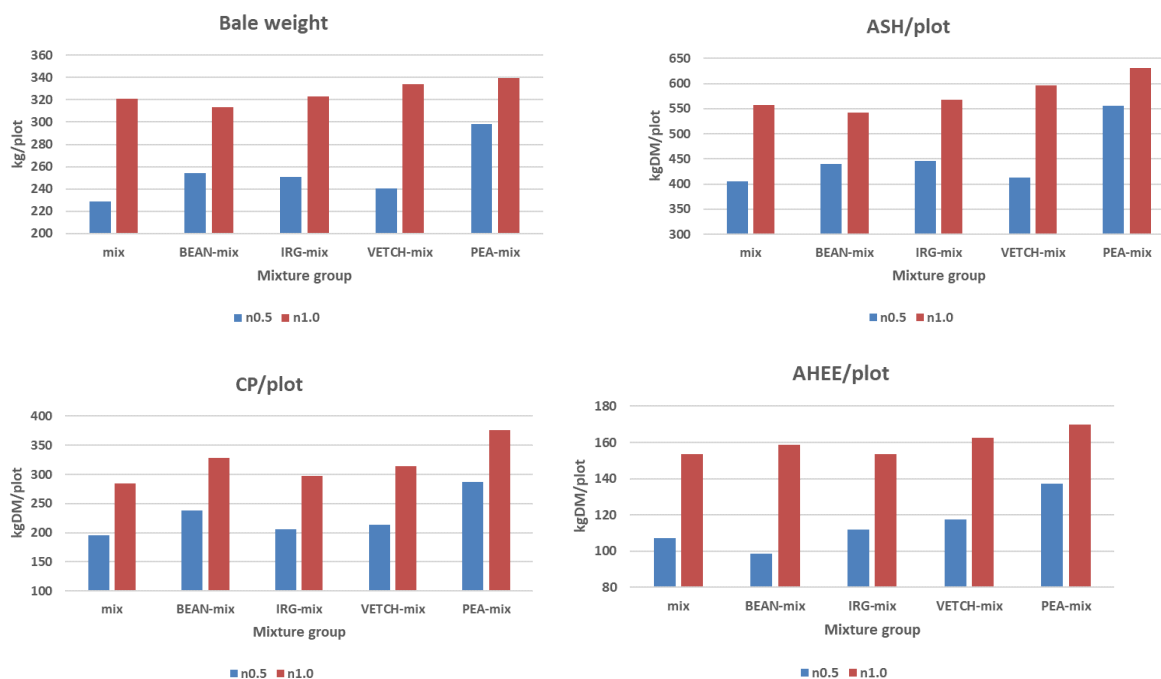 Bale weight
kg/plot
360
340
320
300
280
260
240
220
200
mix BEAN-mix IRG-mix VETCH-mix PEA-mix
Mixture group
n0.5 n1.0
ASH/plot
kgDM/plot
650
600
550
500
450
400
350
300
mix BEAN-mix IRG-mix VETCH-mix PEA-mix
Mixture group
n0.5 n1.0
CP/plot
kgDM/plot
400
350
300
250
200
150
100
mix BEAN-mix IRG-mix VETCH-mix PEA-mix
Mixture group
n0.5 n1.0
AHEE/plot
kgDM/plot
180
160
140
120
100
80
mix BEAN-mix IRG-mix VETCH-mix PEA-mix
Mixture group
n0.5 n1.0